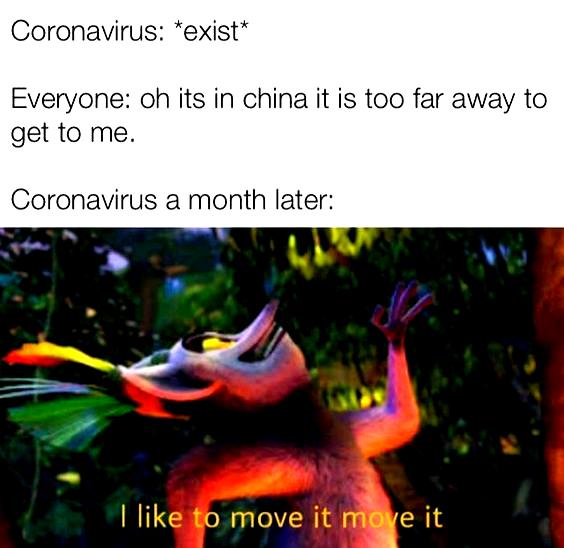 Coronavirus: *exist*
Everyone: oh its in china it is too far away to
get to me.
Coronavirus a month later:
I like to move it move it